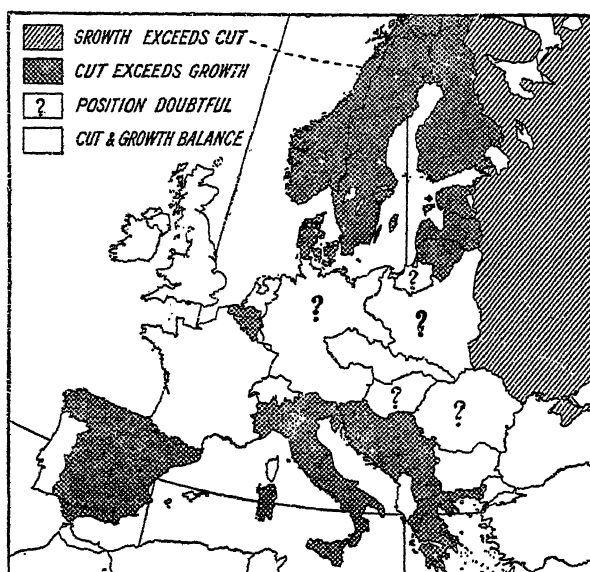 GROWTH EXCEEDS CUT
CUT EXCEEDS GROWTH
? POSITION DOUBTFUL
CUT & GROWTH BALANCE
?
?
?
?
?